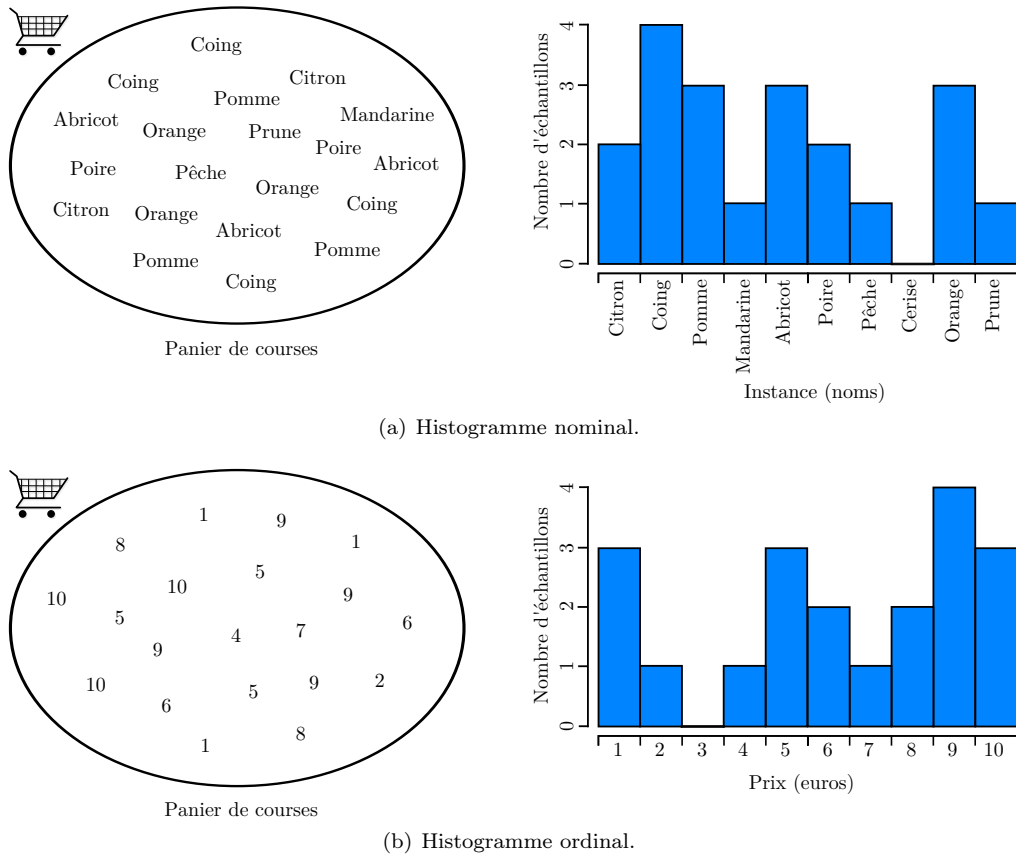 Coing
Coing
Citron
Pomme
Mandarine
Abricot
Orange
Prune
Poire
Abricot
Poire
Pêche
Orange
Coing
Citron
Orange
Abricot
Pomme
Pomme
Coing
Panier de courses
Nombre d'échantillons
0
1
2
3
4
Citron
Coing
Pomme
Mandarine
Abricot
Poire
Pêche
Cerise
Orange
Prune
Instance (noms)
(a) Histogramme nominal.
1
9
8
1
5
10
9
10
5
6
7
4
9
2
9
10
5
6
8
1
Panier de courses
Nombre d'échantillons
0
1
2
3
4
1 2 3 4 5 6 7 8 9 10
Prix (euros)
(b) Histogramme ordinal.